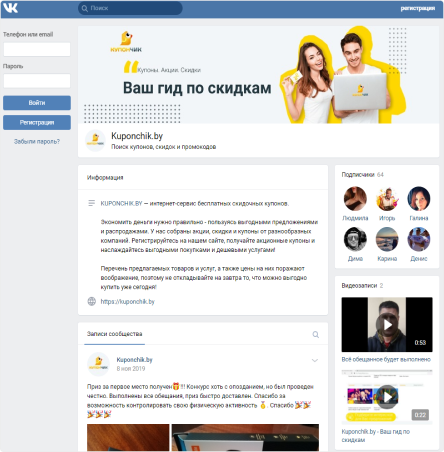 Поиск
регистрация
Телефон или email
Пароль
Войти
Регистрация
Забыли пароль?
КУПОНЧИК
Купоны. Акции. Скидки
Ваш гид по скидкам
Kuponchik.by
Поиск купонов, скидок и промокодов
Информация
KUPONCHIK.BY — интернет-сервис бесплатных скидочных купонов.
Экономить деньги нужно правильно - пользуясь выгодными предложениями
и распродажами. У нас собраны акции, скидки и купоны от разнообразных
компаний. Регистрируйтесь на нашем сайте, получайте акционные купоны и
наслаждайтесь выгодными покупками и дешевыми услугами!
Перечень предлагаемых товаров и услуг, а также цены на них поражают
воображение, поэтому не откладывайте на завтра то, что можно выгодно
купить уже сегодня!
https://kuponchik.by
Подписчики 64
Людмила Игорь Галина
Дима Карина Денис
Видеозаписи 2
0:53
Всё обещанное будет выполнено
0:22
Kuponchik.by - Ваш гид по
скидкам
Записи сообщества
Kuponchik.by
8 ноя 2019
Приз за первое место получен!!! Конкурс хоть с опозданием, но был проведен
честно. Выполнены все обещания, приз быстро доставлен. Спасибо за
возможность контролировать свою физическую активность. Спасибо